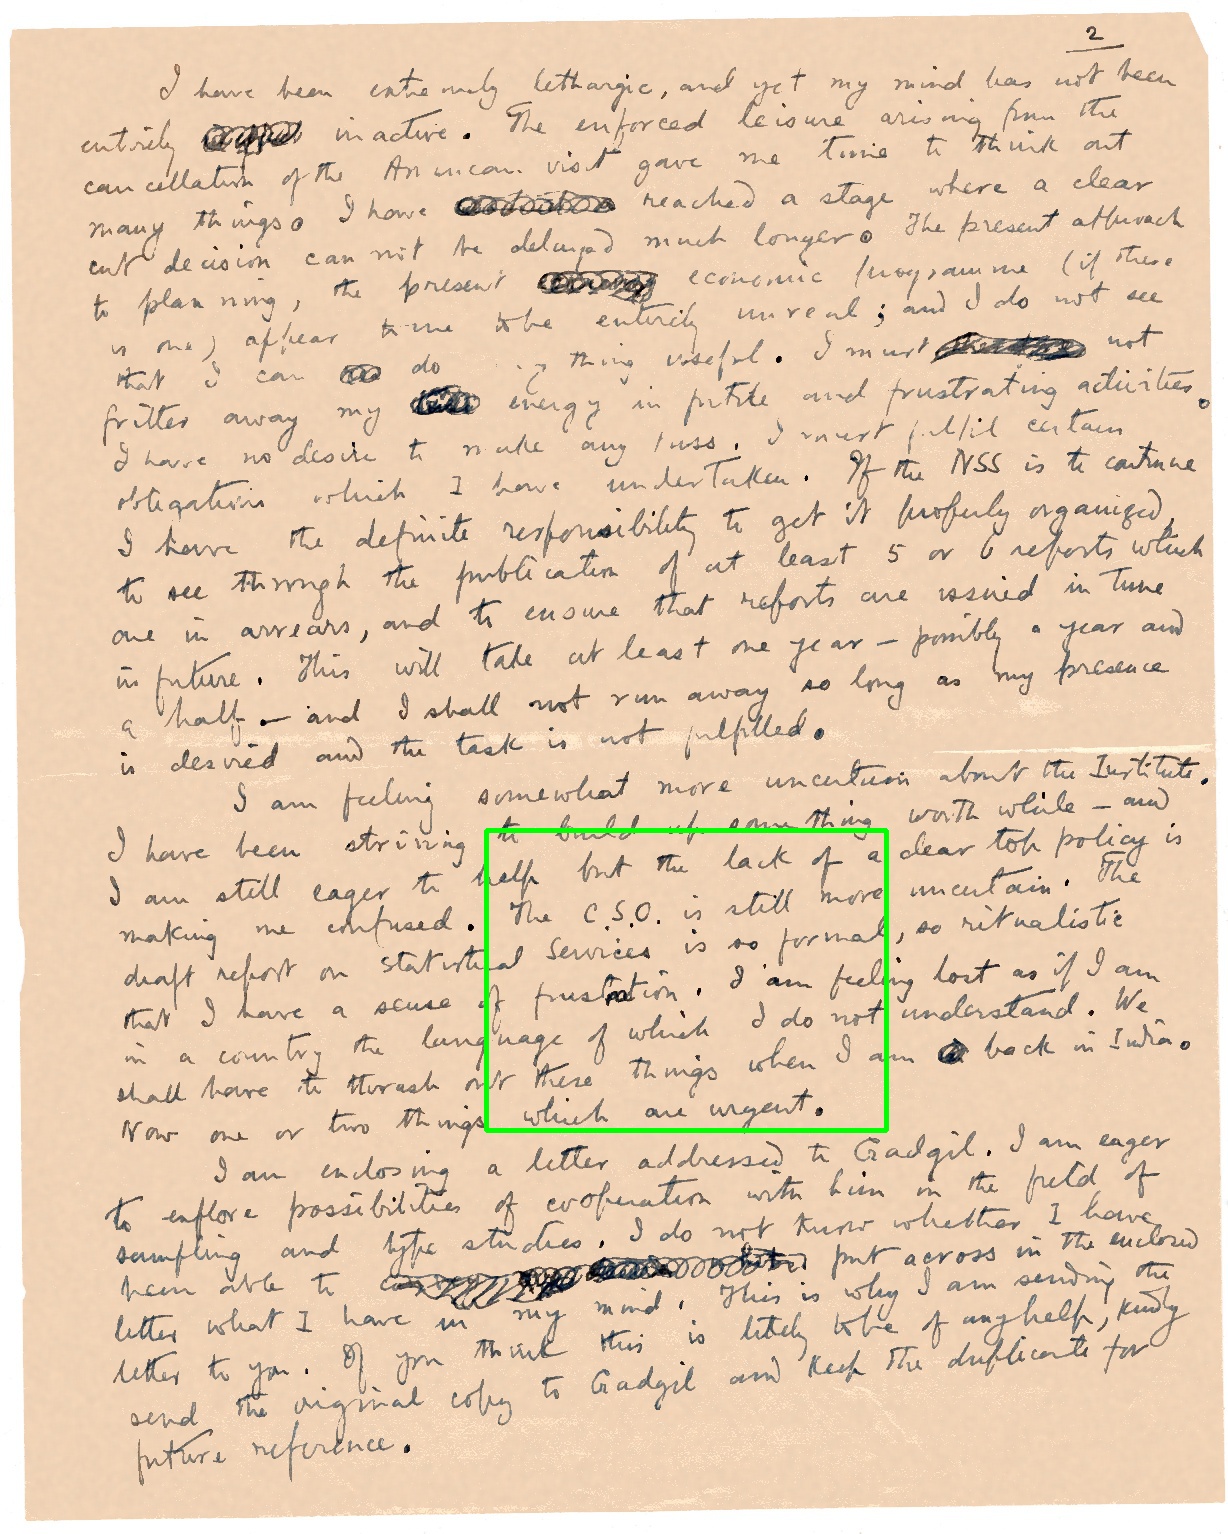 2
I have been extremely lethargic, and yet my mind has not been
entirely inactive. The enforced leisure arising from the
cancellation of the American visit gave me time to think out
many things. I have reached a stage where a clear
cut decision can not be delayed much longer. The present approach
to planning, the present economic programme (if there
is one) appear to me to be entirely unreal; and I do not see
that I can do thing useful. I must not
fritter away my energy in futile and frustrating activities.
I have no desire to make any fuss. I must fulfil certain
obligations which I have undertaken. If the NSS is to continue
I have the definite responsibility to get it properly organized,
to see through the publication of at least 5 or 6 reports which
are in arrears, and to ensure that reports are issued in time
in future. This will take at least one year – possibly a year and
a half – and I shall not run away so long as my presence
is desired and the task is not fulfilled.
I am feeling somewhat more uncertain about the Institute.
I have been striving to build up something worth while – and
I am still eager to help but the lack of a clear top policy is
making me confused. The C.S.O. is still more uncertain. The
draft report on Statistical Services is so formal, so ritualistic
that I have a sense of frustation. I am feeling lost as if I am
in a country the language of which I do not understand. We
shall have to thrash out these things when I am back in India.
Now one or two things which are urgent.
I am enclosing a letter addressed to Gadgil. I am eager
to explore possibilities of cooperation with him in the field of
sampling and type studies. I do not know whether I have
been able to put across in the enclosed
letter what I have in my mind. This is why I am sending the
letter to you. If you think this is likely to be of any help, kindly
send the original copy to Gadgil and keep the duplicate for
future reference.